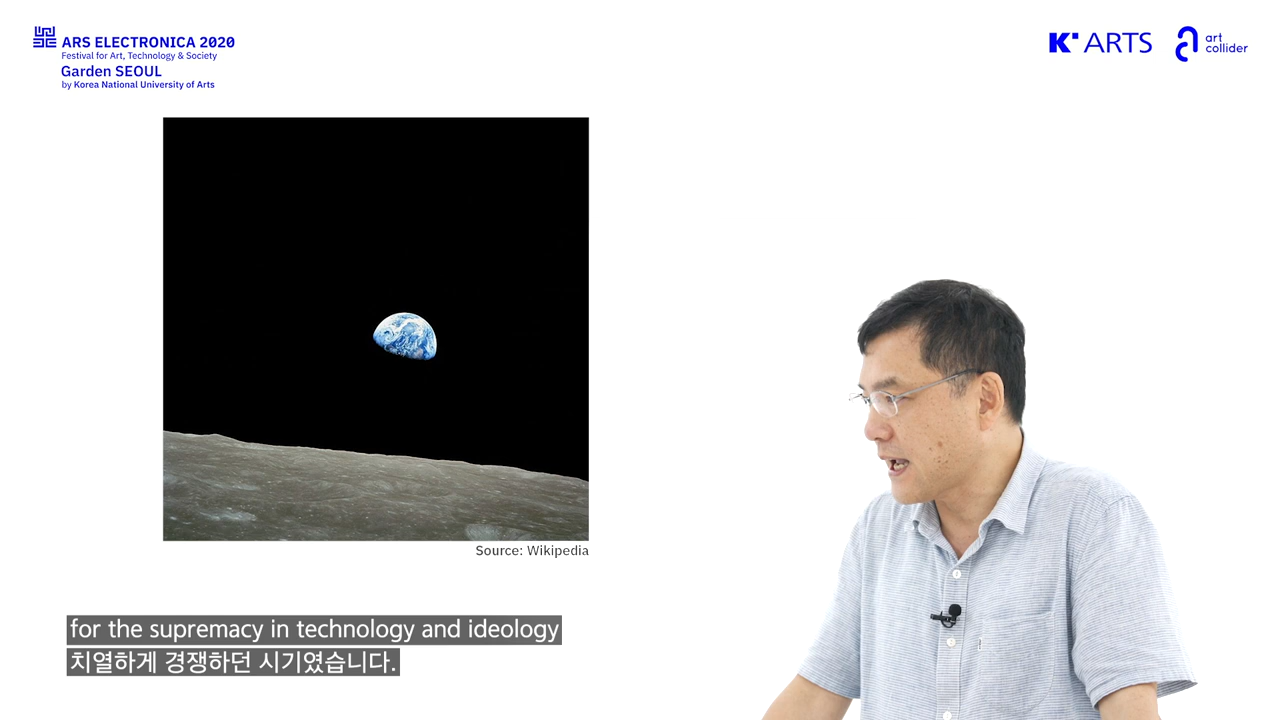 ARS ELECTRONICA 2020
Festival for Art, Technology & Society
Garden SEOUL
by Korea National University of Arts
K' ARTS
art
collider
Source: Wikipedia
for the supremacy in technology and ideology
치열하게 경쟁하던 시기였습니다.